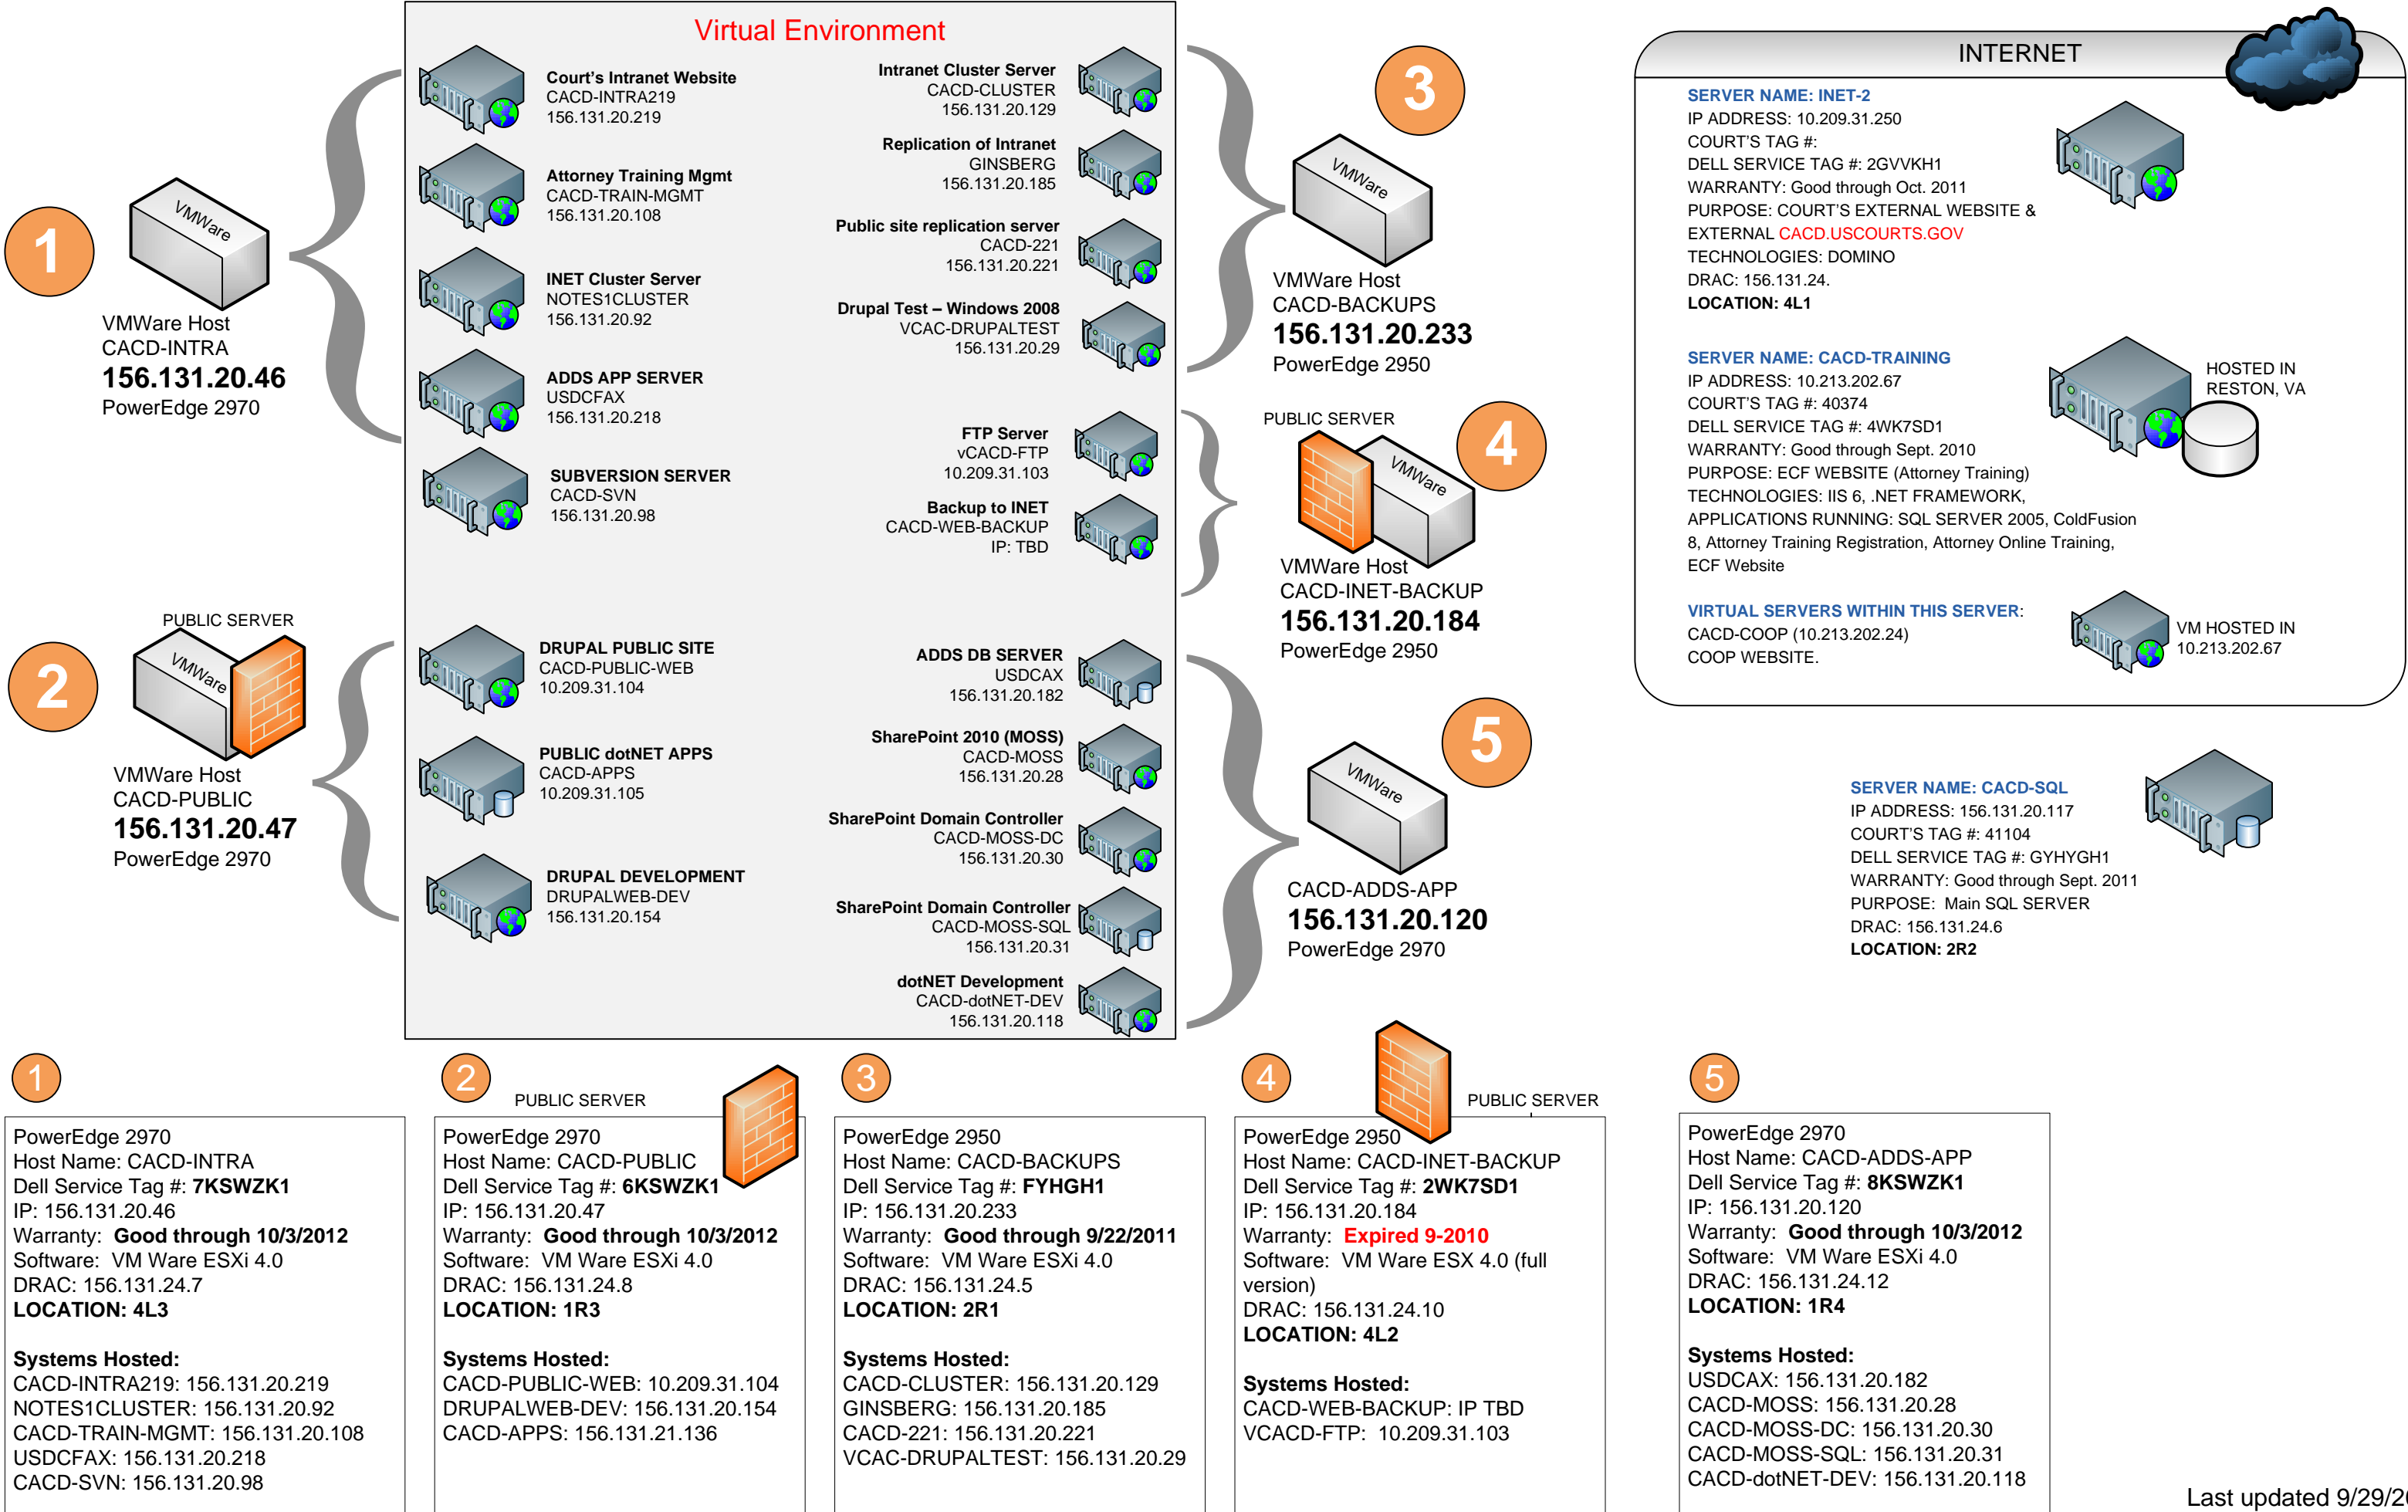 Virtual Environment
1
VMWare
VMWare Host
CACD-INTRA
156.131.20.46
PowerEdge 2970
Court's Intranet Website
CACD-INTRA219
156.131.20.219
Attorney Training Mgmt
CACD-TRAIN-MGMT
156.131.20.108
INET Cluster Server
NOTES1CLUSTER
156.131.20.92
ADDS APP SERVER
USDCFAX
156.131.20.218
SUBVERSION SERVER
CACD-SVN
156.131.20.98
2
PUBLIC SERVER
VMWare
VMWare Host
CACD-PUBLIC
156.131.20.47
PowerEdge 2970
DRUPAL PUBLIC SITE
CACD-PUBLIC-WEB
10.209.31.104
PUBLIC dotNET APPS
CACD-APPS
10.209.31.105
DRUPAL DEVELOPMENT
DRUPALWEB-DEV
156.131.20.154
Intranet Cluster Server
CACD-CLUSTER
156.131.20.129
Replication of Intranet
GINSBERG
156.131.20.185
Public site replication server
CACD-221
156.131.20.221
Drupal Test – Windows 2008
VCAC-DRUPALTEST
156.131.20.29
3
VMWare
VMWare Host
CACD-BACKUPS
156.131.20.233
PowerEdge 2950
FTP Server
vCACD-FTP
10.209.31.103
Backup to INET
CACD-WEB-BACKUP
IP: TBD
PUBLIC SERVER
4
VMWare
VMWare Host
CACD-INET-BACKUP
156.131.20.184
PowerEdge 2950
ADDS DB SERVER
USDCAX
156.131.20.182
SharePoint 2010 (MOSS)
CACD-MOSS
156.131.20.28
SharePoint Domain Controller
CACD-MOSS-DC
156.131.20.30
SharePoint Domain Controller
CACD-MOSS-SQL
156.131.20.31
dotNET Development
CACD-dotNET-DEV
156.131.20.118
5
VMWare
CACD-ADDS-APP
156.131.20.120
PowerEdge 2970
INTERNET
SERVER NAME: INET-2
IP ADDRESS: 10.209.31.250
COURT'S TAG #:
DELL SERVICE TAG #: 2GVVKH1
WARRANTY: Good through Oct. 2011
PURPOSE: COURT'S EXTERNAL WEBSITE &
EXTERNAL CACD.USCOURTS.GOV
TECHNOLOGIES: DOMINO
DRAC: 156.131.24.
LOCATION: 4L1
SERVER NAME: CACD-TRAINING
IP ADDRESS: 10.213.202.67
COURT'S TAG #: 40374
DELL SERVICE TAG #: 4WK7SD1
WARRANTY: Good through Sept. 2010
PURPOSE: ECF WEBSITE (Attorney Training)
TECHNOLOGIES: IIS 6, .NET FRAMEWORK,
APPLICATIONS RUNNING: SQL SERVER 2005, ColdFusion
8, Attorney Training Registration, Attorney Online Training,
ECF Website
HOSTED IN
RESTON, VA
VIRTUAL SERVERS WITHIN THIS SERVER:
CACD-COOP (10.213.202.24)
COOP WEBSITE.
VM HOSTED IN
10.213.202.67
SERVER NAME: CACD-SQL
IP ADDRESS: 156.131.20.117
COURT'S TAG #: 41104
DELL SERVICE TAG #: GYHYGH1
WARRANTY: Good through Sept. 2011
PURPOSE: Main SQL SERVER
DRAC: 156.131.24.6
LOCATION: 2R2
1
PowerEdge 2970
Host Name: CACD-INTRA
Dell Service Tag #: 7KSWZK1
IP: 156.131.20.46
Warranty: Good through 10/3/2012
Software: VM Ware ESXi 4.0
DRAC: 156.131.24.7
LOCATION: 4L3
Systems Hosted:
CACD-INTRA219: 156.131.20.219
NOTES1CLUSTER: 156.131.20.92
CACD-TRAIN-MGMT: 156.131.20.108
USDCFAX: 156.131.20.218
CACD-SVN: 156.131.20.98
2
PUBLIC SERVER
PowerEdge 2970
Host Name: CACD-PUBLIC
Dell Service Tag #: 6KSWZK1
IP: 156.131.20.47
Warranty: Good through 10/3/2012
Software: VM Ware ESXi 4.0
DRAC: 156.131.24.8
LOCATION: 1R3
Systems Hosted:
CACD-PUBLIC-WEB: 10.209.31.104
DRUPALWEB-DEV: 156.131.20.154
CACD-APPS: 156.131.21.136
3
PowerEdge 2950
Host Name: CACD-BACKUPS
Dell Service Tag #: FYHGH1
IP: 156.131.20.233
Warranty: Good through 9/22/2011
Software: VM Ware ESXi 4.0
DRAC: 156.131.24.5
LOCATION: 2R1
Systems Hosted:
CACD-CLUSTER: 156.131.20.129
GINSBERG: 156.131.20.185
CACD-221: 156.131.20.221
VCAC-DRUPALTEST: 156.131.20.29
4
PUBLIC SERVER
PowerEdge 2950
Host Name: CACD-INET-BACKUP
Dell Service Tag #: 2WK7SD1
IP: 156.131.20.184
Warranty: Expired 9-2010
Software: VM Ware ESX 4.0 (full
version)
DRAC: 156.131.24.10
LOCATION: 4L2
Systems Hosted:
CACD-WEB-BACKUP: IP TBD
VCACD-FTP: 10.209.31.103
5
PowerEdge 2970
Host Name: CACD-ADDS-APP
Dell Service Tag #: 8KSWZK1
IP: 156.131.20.120
Warranty: Good through 10/3/2012
Software: VM Ware ESXi 4.0
DRAC: 156.131.24.12
LOCATION: 1R4
Systems Hosted:
USDCAX: 156.131.20.182
CACD-MOSS: 156.131.20.28
CACD-MOSS-DC: 156.131.20.30
CACD-MOSS-SQL: 156.131.20.31
CACD-dotNET-DEV: 156.131.20.118
Last updated 9/29/